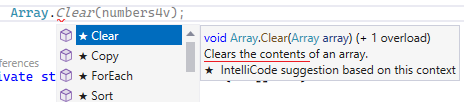 Array.Clear(numbers4v);
★ Clear
★ Copy
★ ForEach
★ Sort
void Array.Clear(Array array) (+ 1 overload)
Clears the contents of an array.
★ IntelliCode suggestion based on this context
erences
ivate st